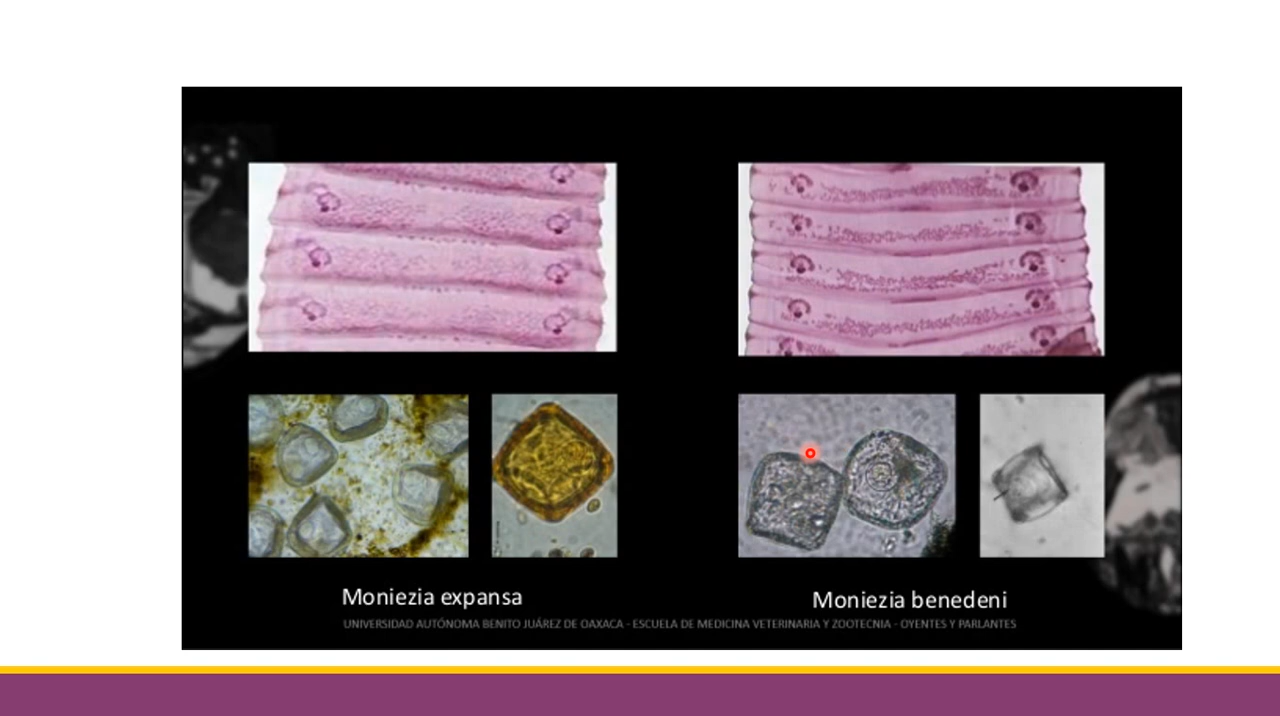 Moniezia expansa
Moniezia benedeni
UNIVERSIDAD AUTÓNOMA BENITO JUÁREZ DE OAXACA - ESCUELA DE MEDICINA VETERINARIA Y ZOOTECNIA - OYENTES Y PARLANTES